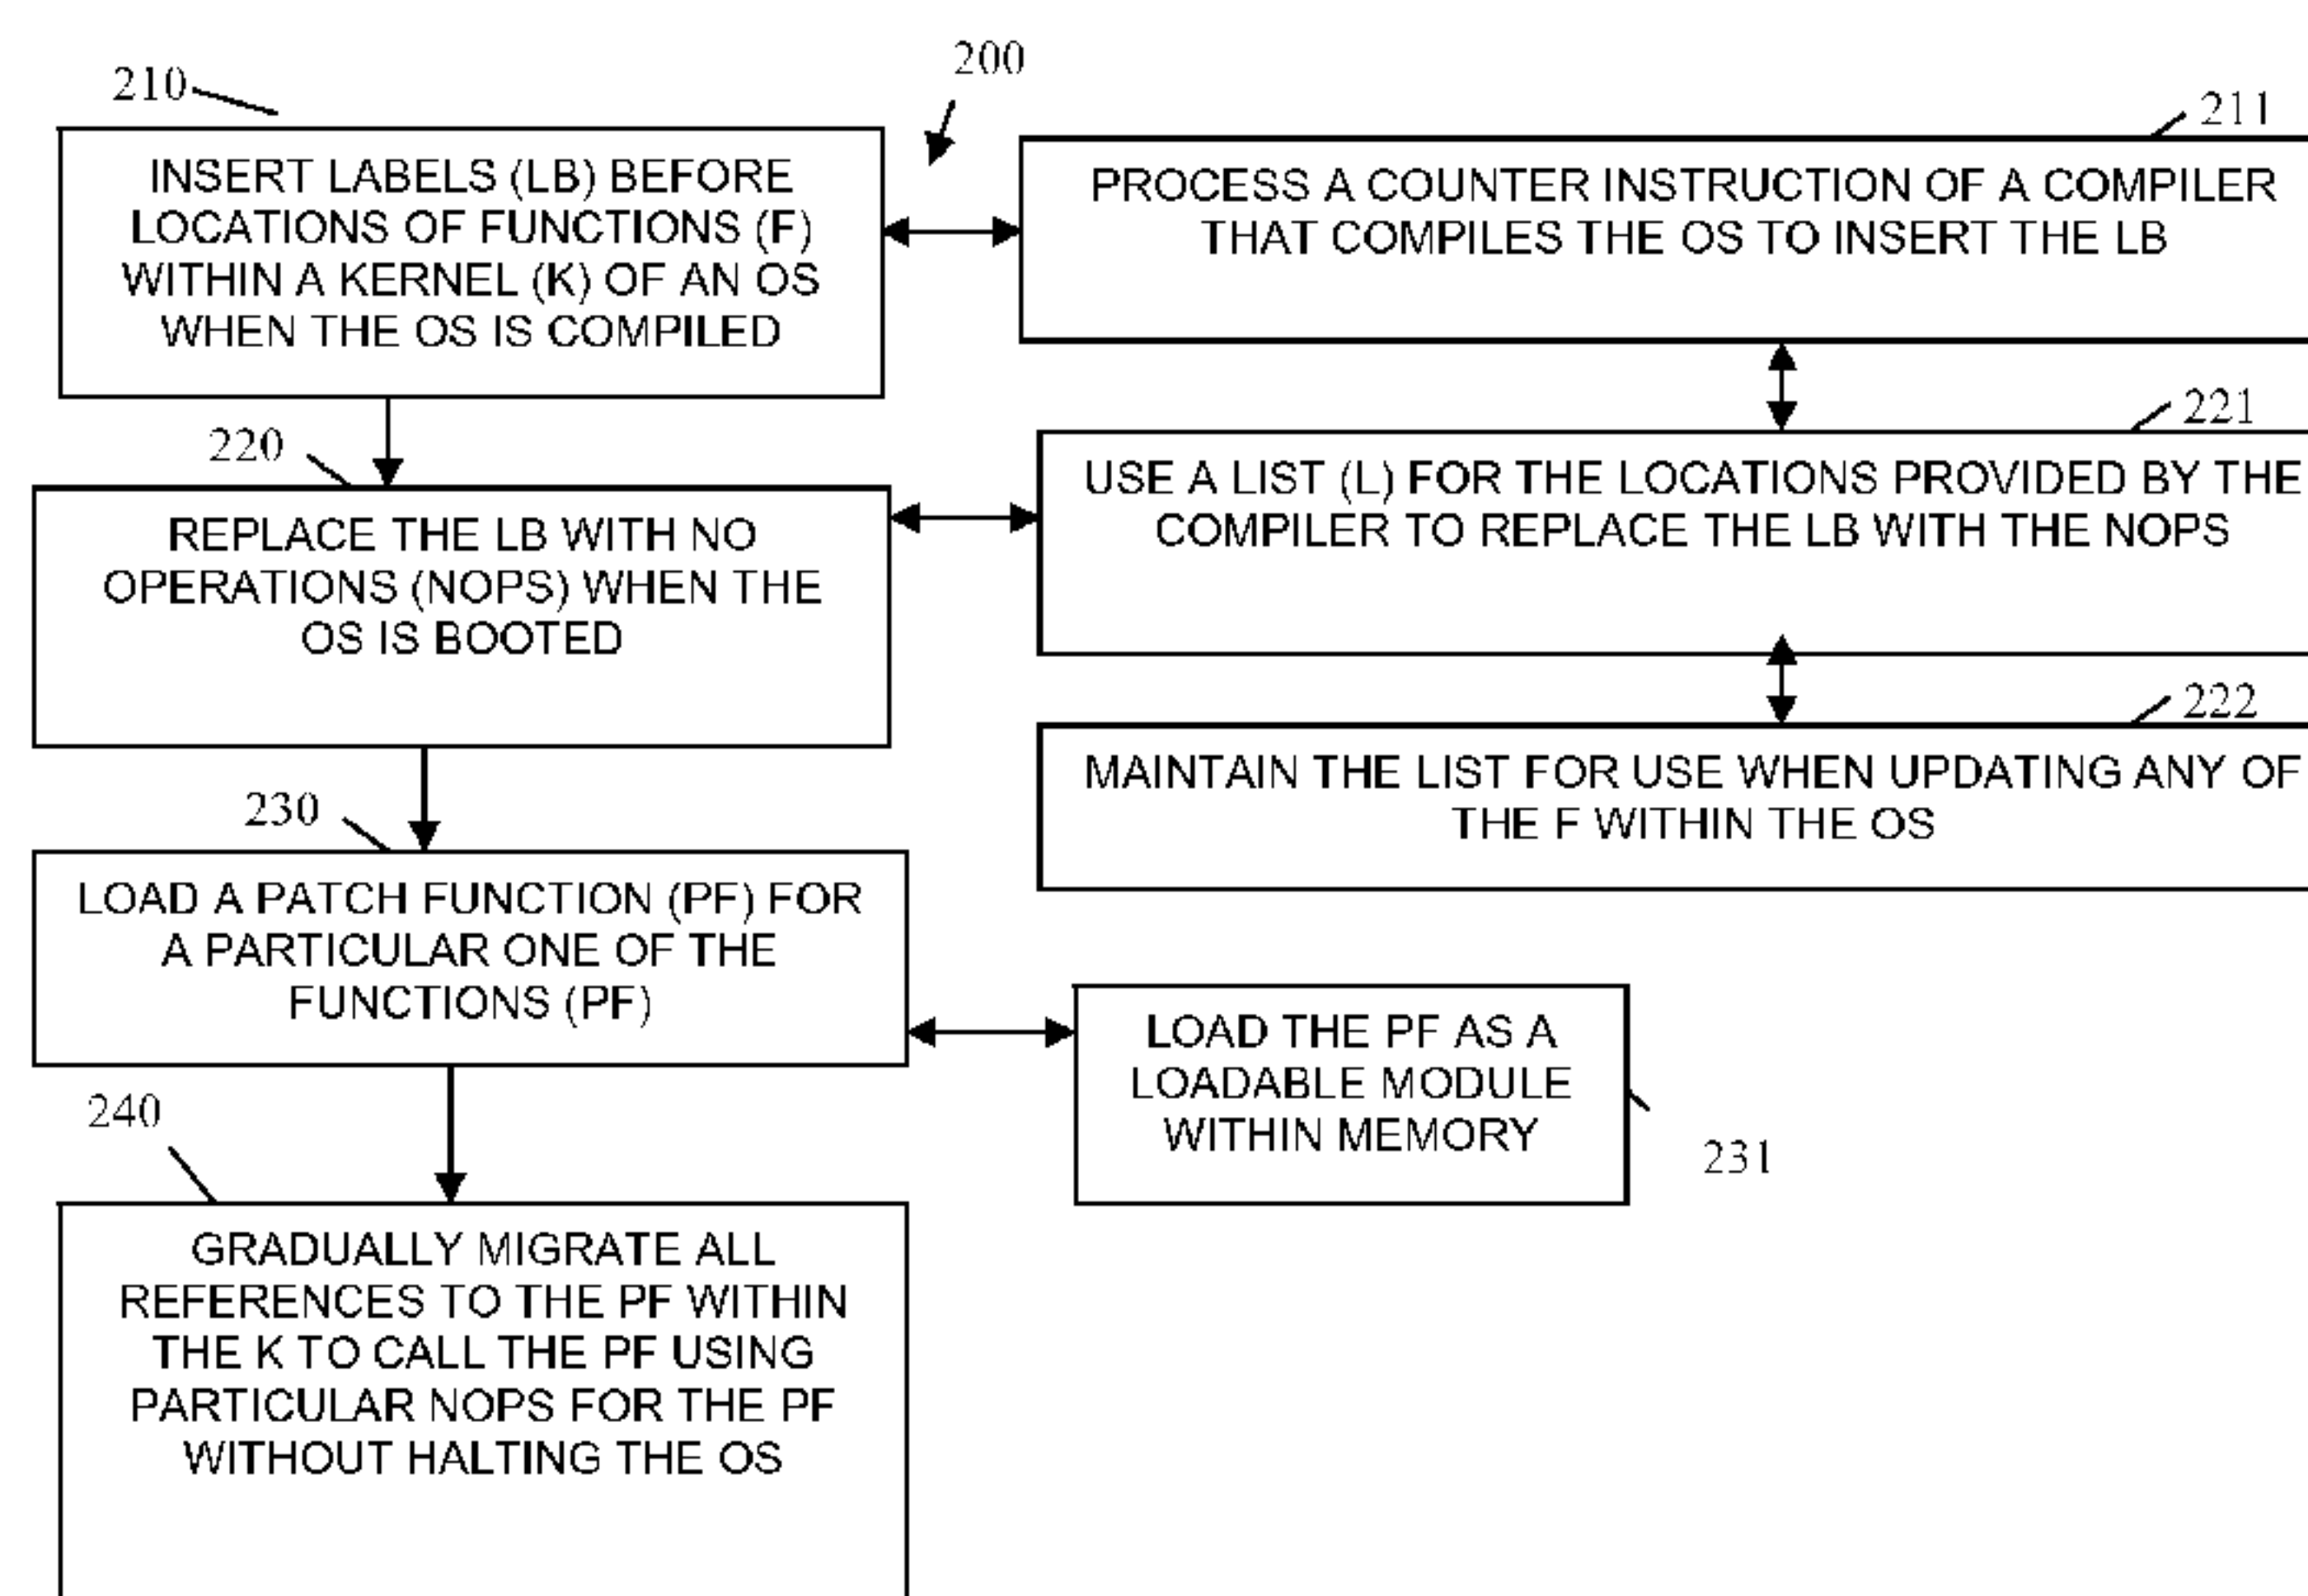 200
210
INSERT LABELS (LB) BEFORE
LOCATIONS OF FUNCTIONS (F)
WITHIN A KERNEL (K) OF AN OS
WHEN THE OS IS COMPILED
211
PROCESS A COUNTER INSTRUCTION OF A COMPILER
THAT COMPILES THE OS TO INSERT THE LB
220
REPLACE THE LB WITH NO
OPERATIONS (NOPS) WHEN THE
OS IS BOOTED
221
USE A LIST (L) FOR THE LOCATIONS PROVIDED BY THE
COMPILER TO REPLACE THE LB WITH THE NOPS
222
MAINTAIN THE LIST FOR USE WHEN UPDATING ANY OF
THE F WITHIN THE OS
230
LOAD A PATCH FUNCTION (PF) FOR
A PARTICULAR ONE OF THE
FUNCTIONS (PF)
LOAD THE PF AS A
LOADABLE MODULE
WITHIN MEMORY
231
240
GRADUALLY MIGRATE ALL
REFERENCES TO THE PF WITHIN
THE K TO CALL THE PF USING
PARTICULAR NOPS FOR THE PF
WITHOUT HALTING THE OS